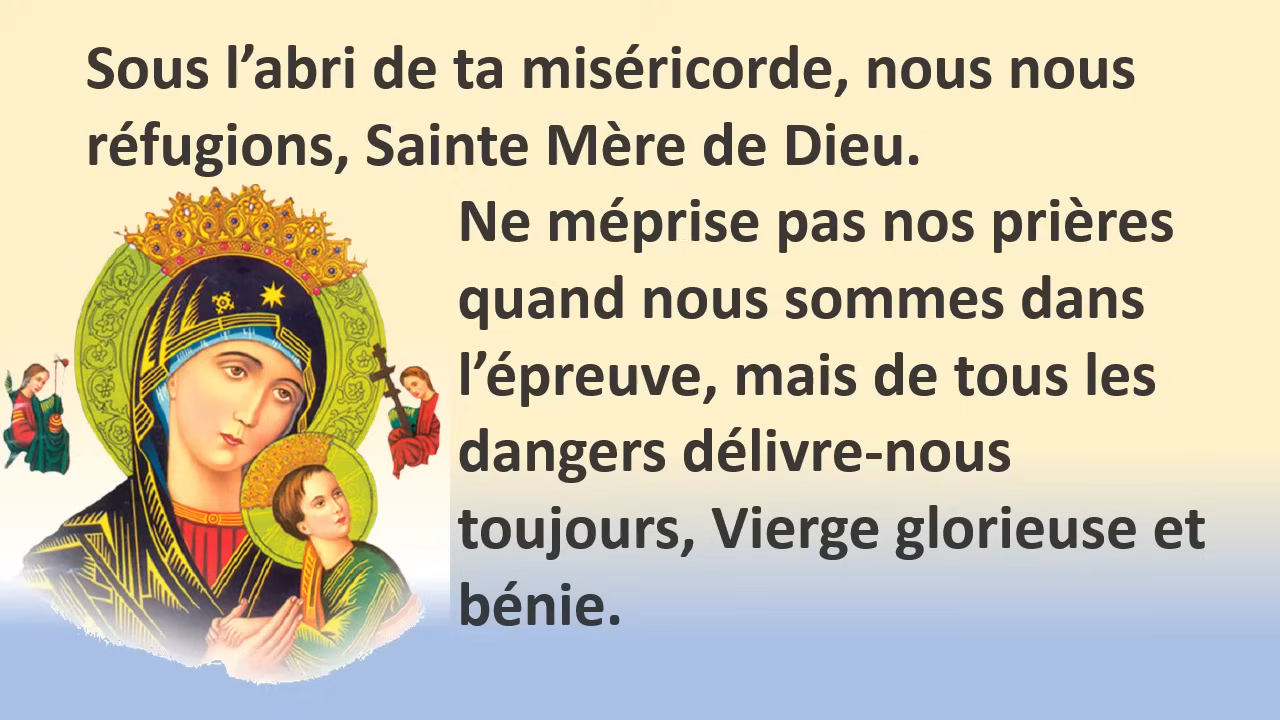 Sous l’abri de ta miséricorde, nous nous
réfugions, Sainte Mère de Dieu.
Ne méprise pas nos prières
quand nous sommes dans
l’épreuve, mais de tous les
dangers délivre-nous
toujours, Vierge glorieuse et
bénie.